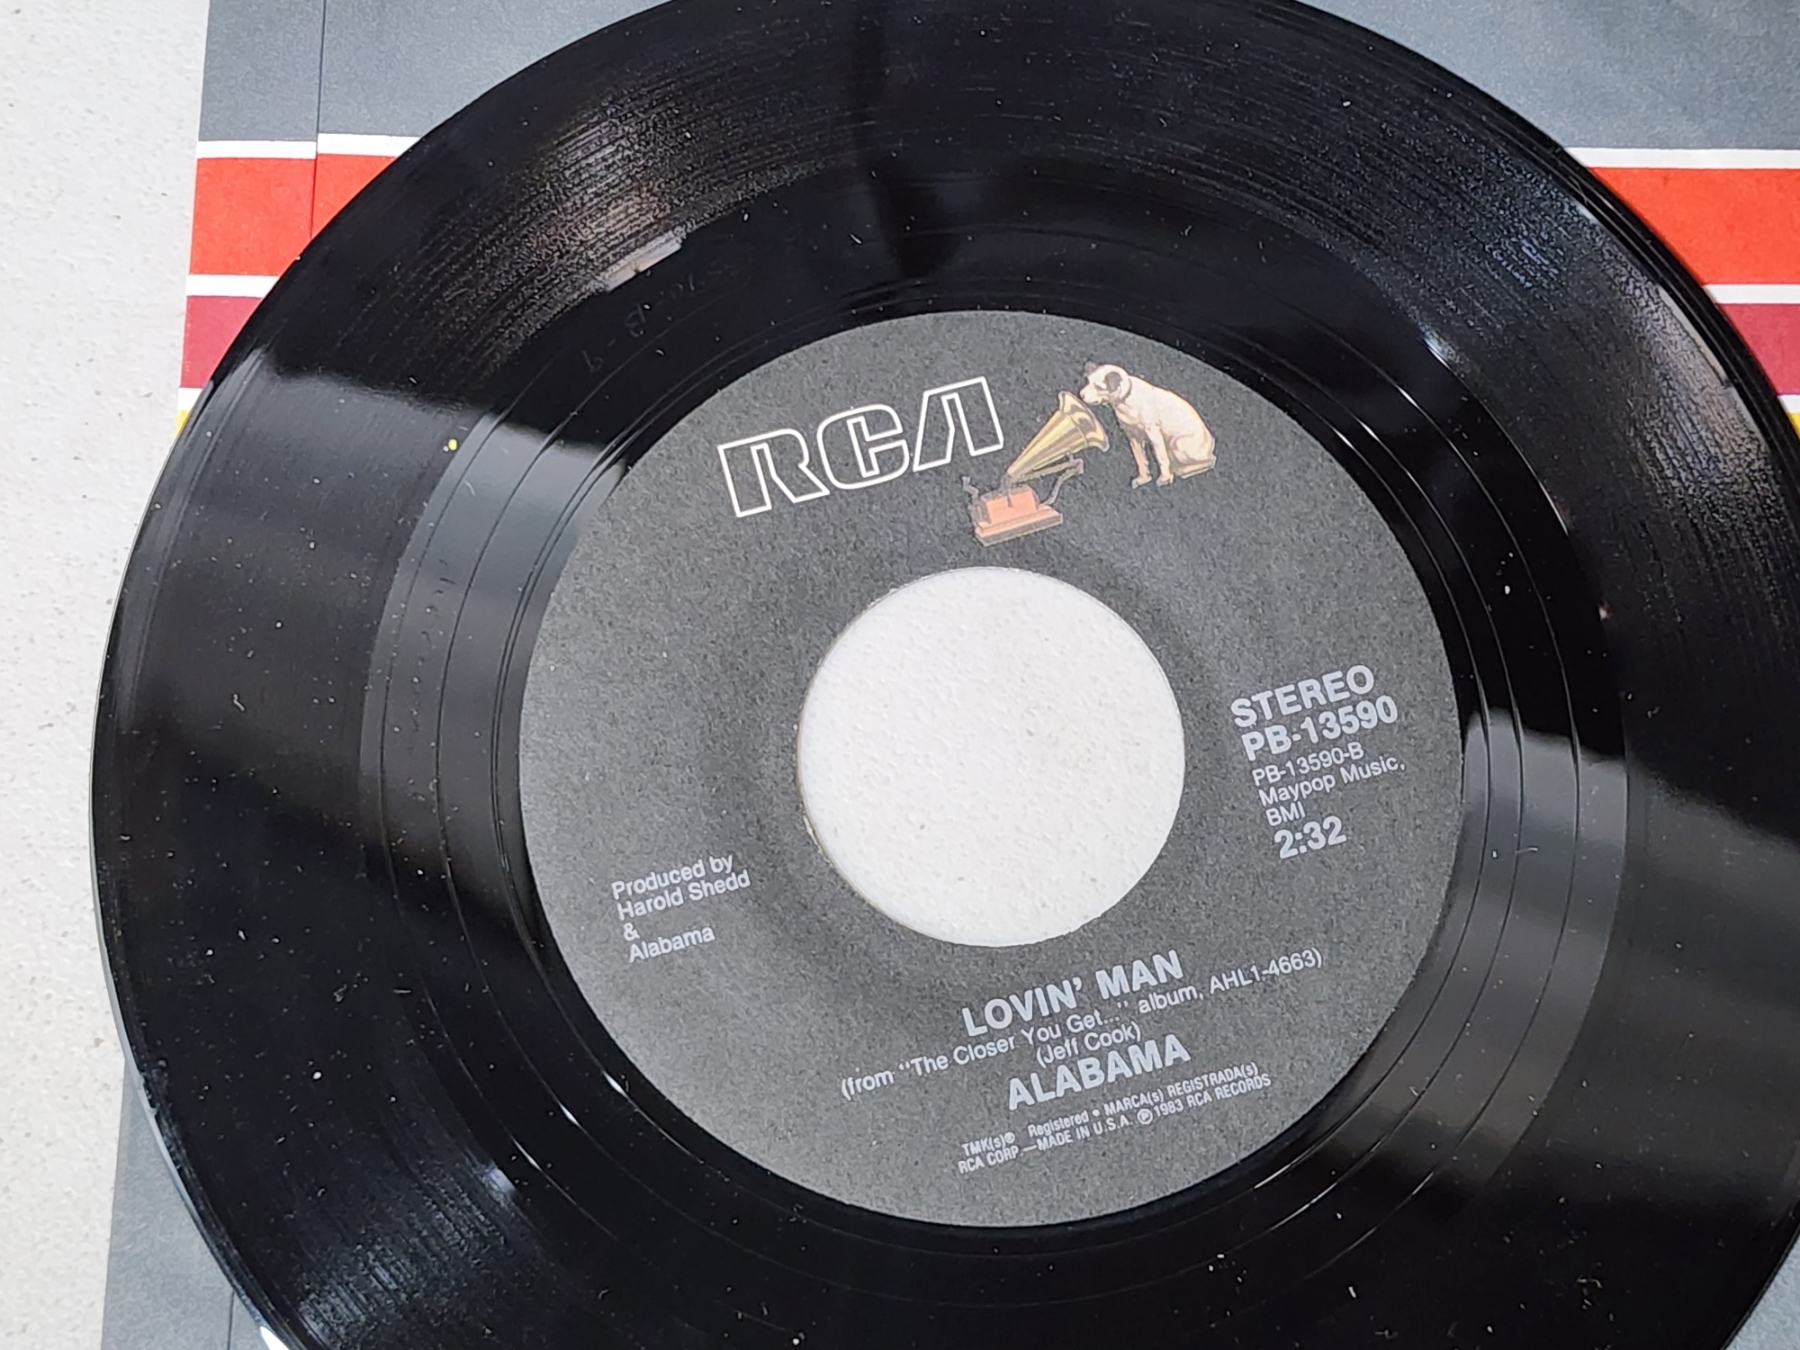 RCA
STEREO
PB-13590
PB-13590-B
Maypop Music,
BMI
2:32
Produced by
Harold Shedd
&
Alabama
LOVIN' MAN
(from "The Closer You Get..." album, AHL1-4663)
(Jeff Cook)
ALABAMA
TMK(s)® Registered • MARCA(s) REGISTRADA(s)
RCA CORP.—MADE IN U.S.A. ℗1983 RCA RECORDS